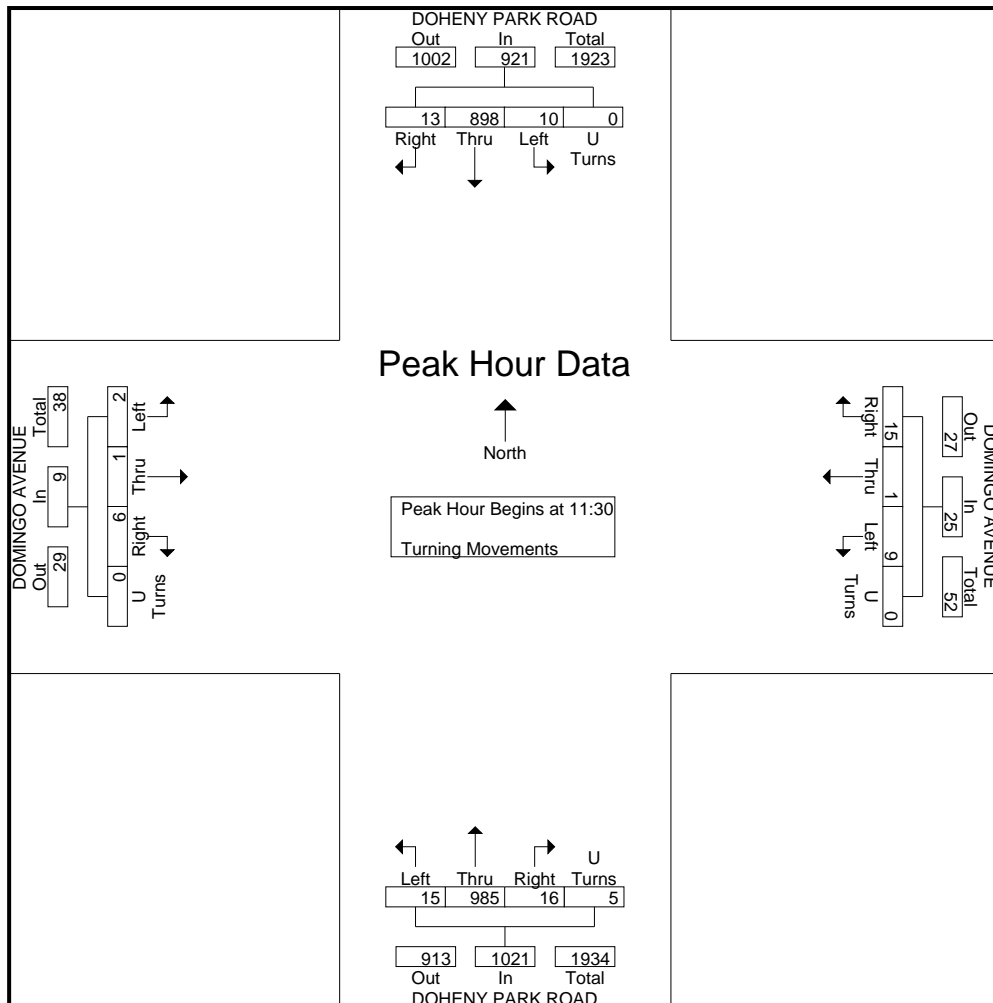 DOHENY PARK ROAD
Out In Total
1002 921 1923
13 898 10 0
Right Thru Left U
Turns
Peak Hour Data
North
Peak Hour Begins at 11:30
Turning Movements
DOMINGO AVENUE
Out In Total
29 9 38
0 6 1 2
U Right Thru Left
Turns
DOMINGO AVENUE
Out In Total
27 25 52
15 1 9 0
Right Thru Left U
Turns
U
Left Thru Right Turns
15 985 16 5
913 1021 1934
Out In Total
DOHENY PARK ROAD